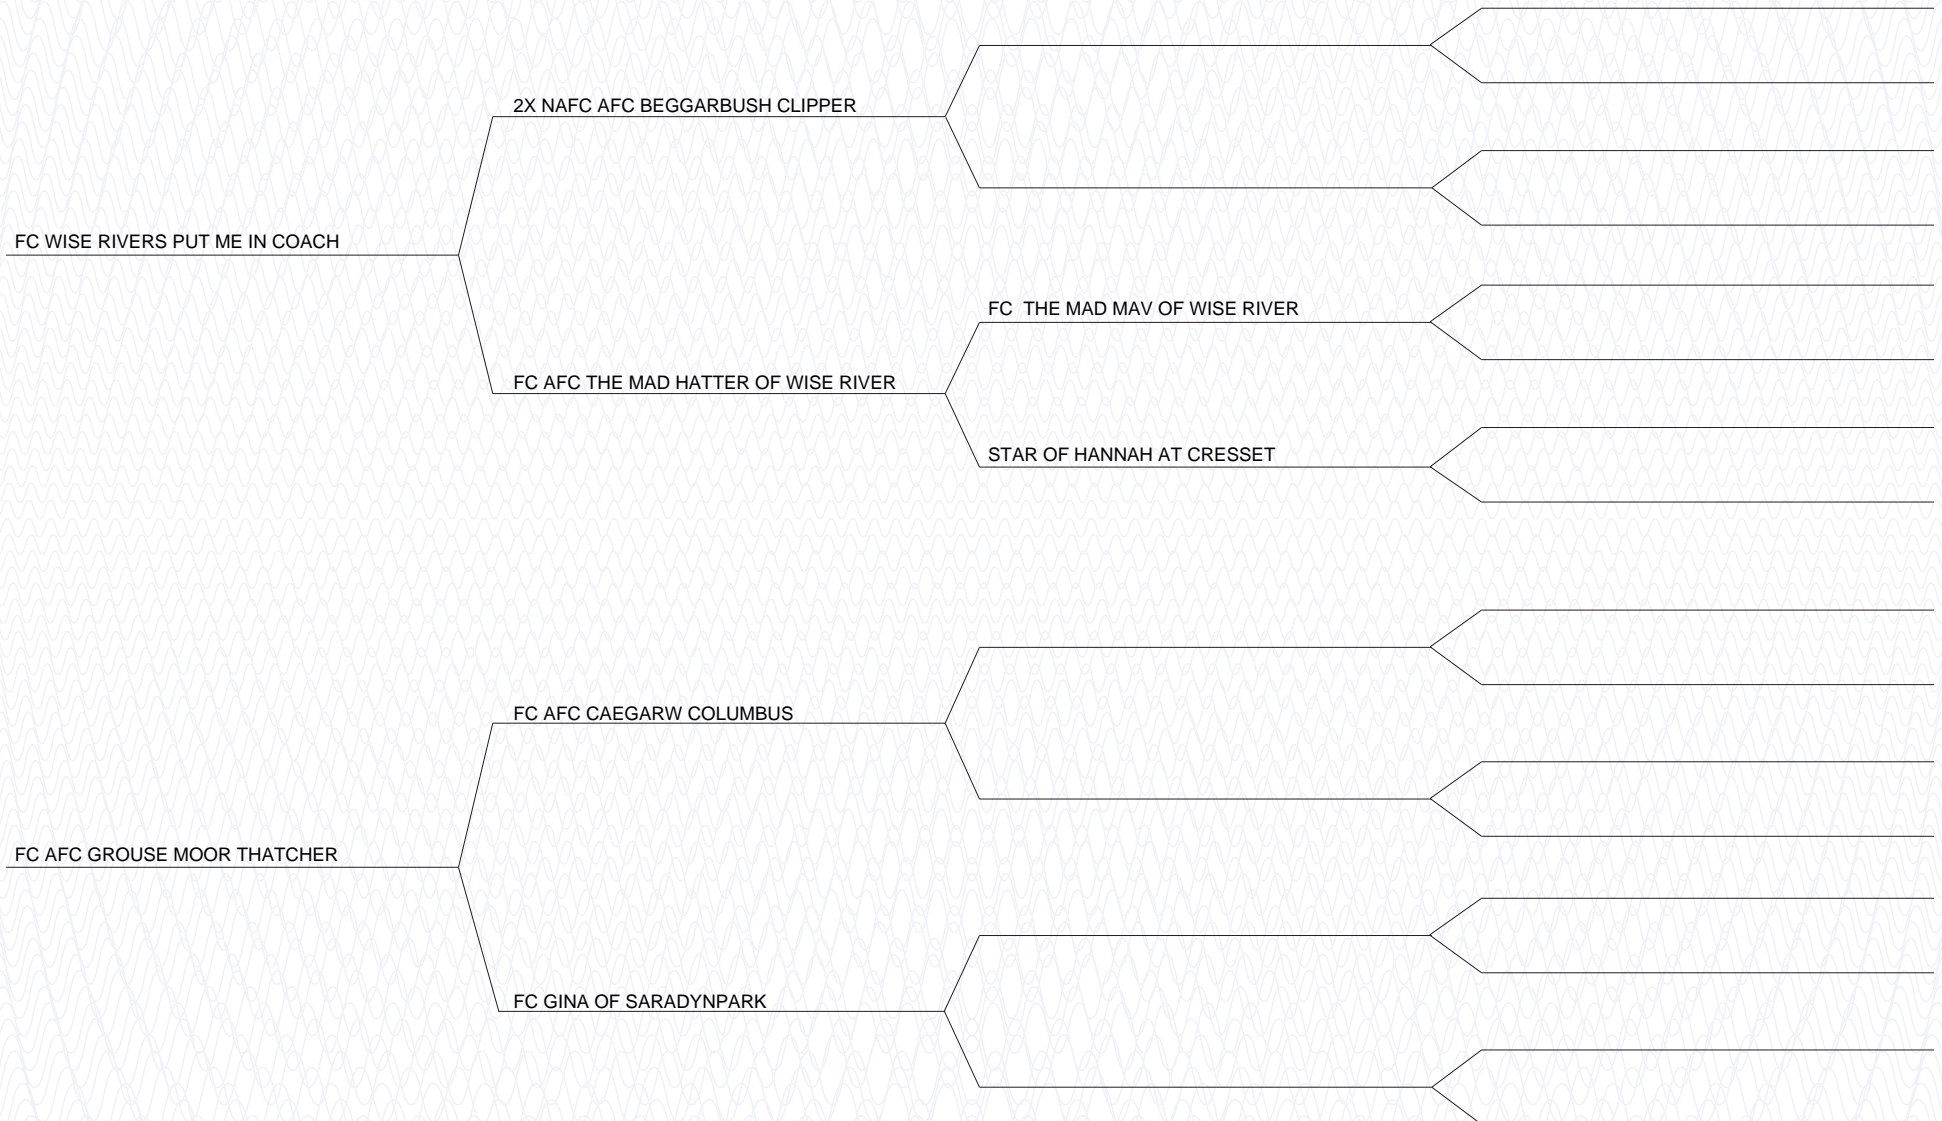 2X NAFC AFC BEGGARBUSH CLIPPER
FC WISE RIVERS PUT ME IN COACH
FC  THE MAD MAV OF WISE RIVER
FC AFC THE MAD HATTER OF WISE RIVER
STAR OF HANNAH AT CRESSET
FC AFC CAEGARW COLUMBUS
FC AFC GROUSE MOOR THATCHER
FC GINA OF SARADYNPARK